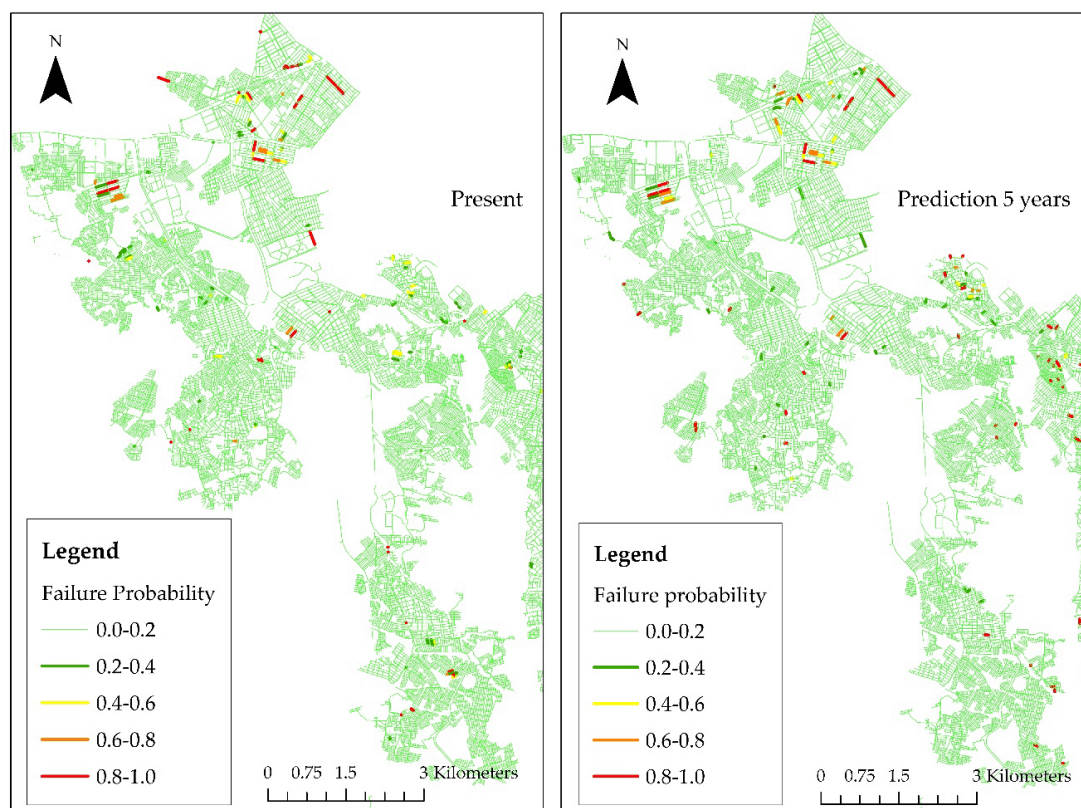 N
Present
Legend
Failure Probability
0.0-0.2
0.2-0.4
0.4-0.6
0.6-0.8
0.8-1.0
0 0.75 1.5 3 Kilometers
N
Prediction 5 years
Legend
Failure probability
0.0-0.2
0.2-0.4
0.4-0.6
0.6-0.8
0.8-1.0
0 0.75 1.5 3 Kilometers